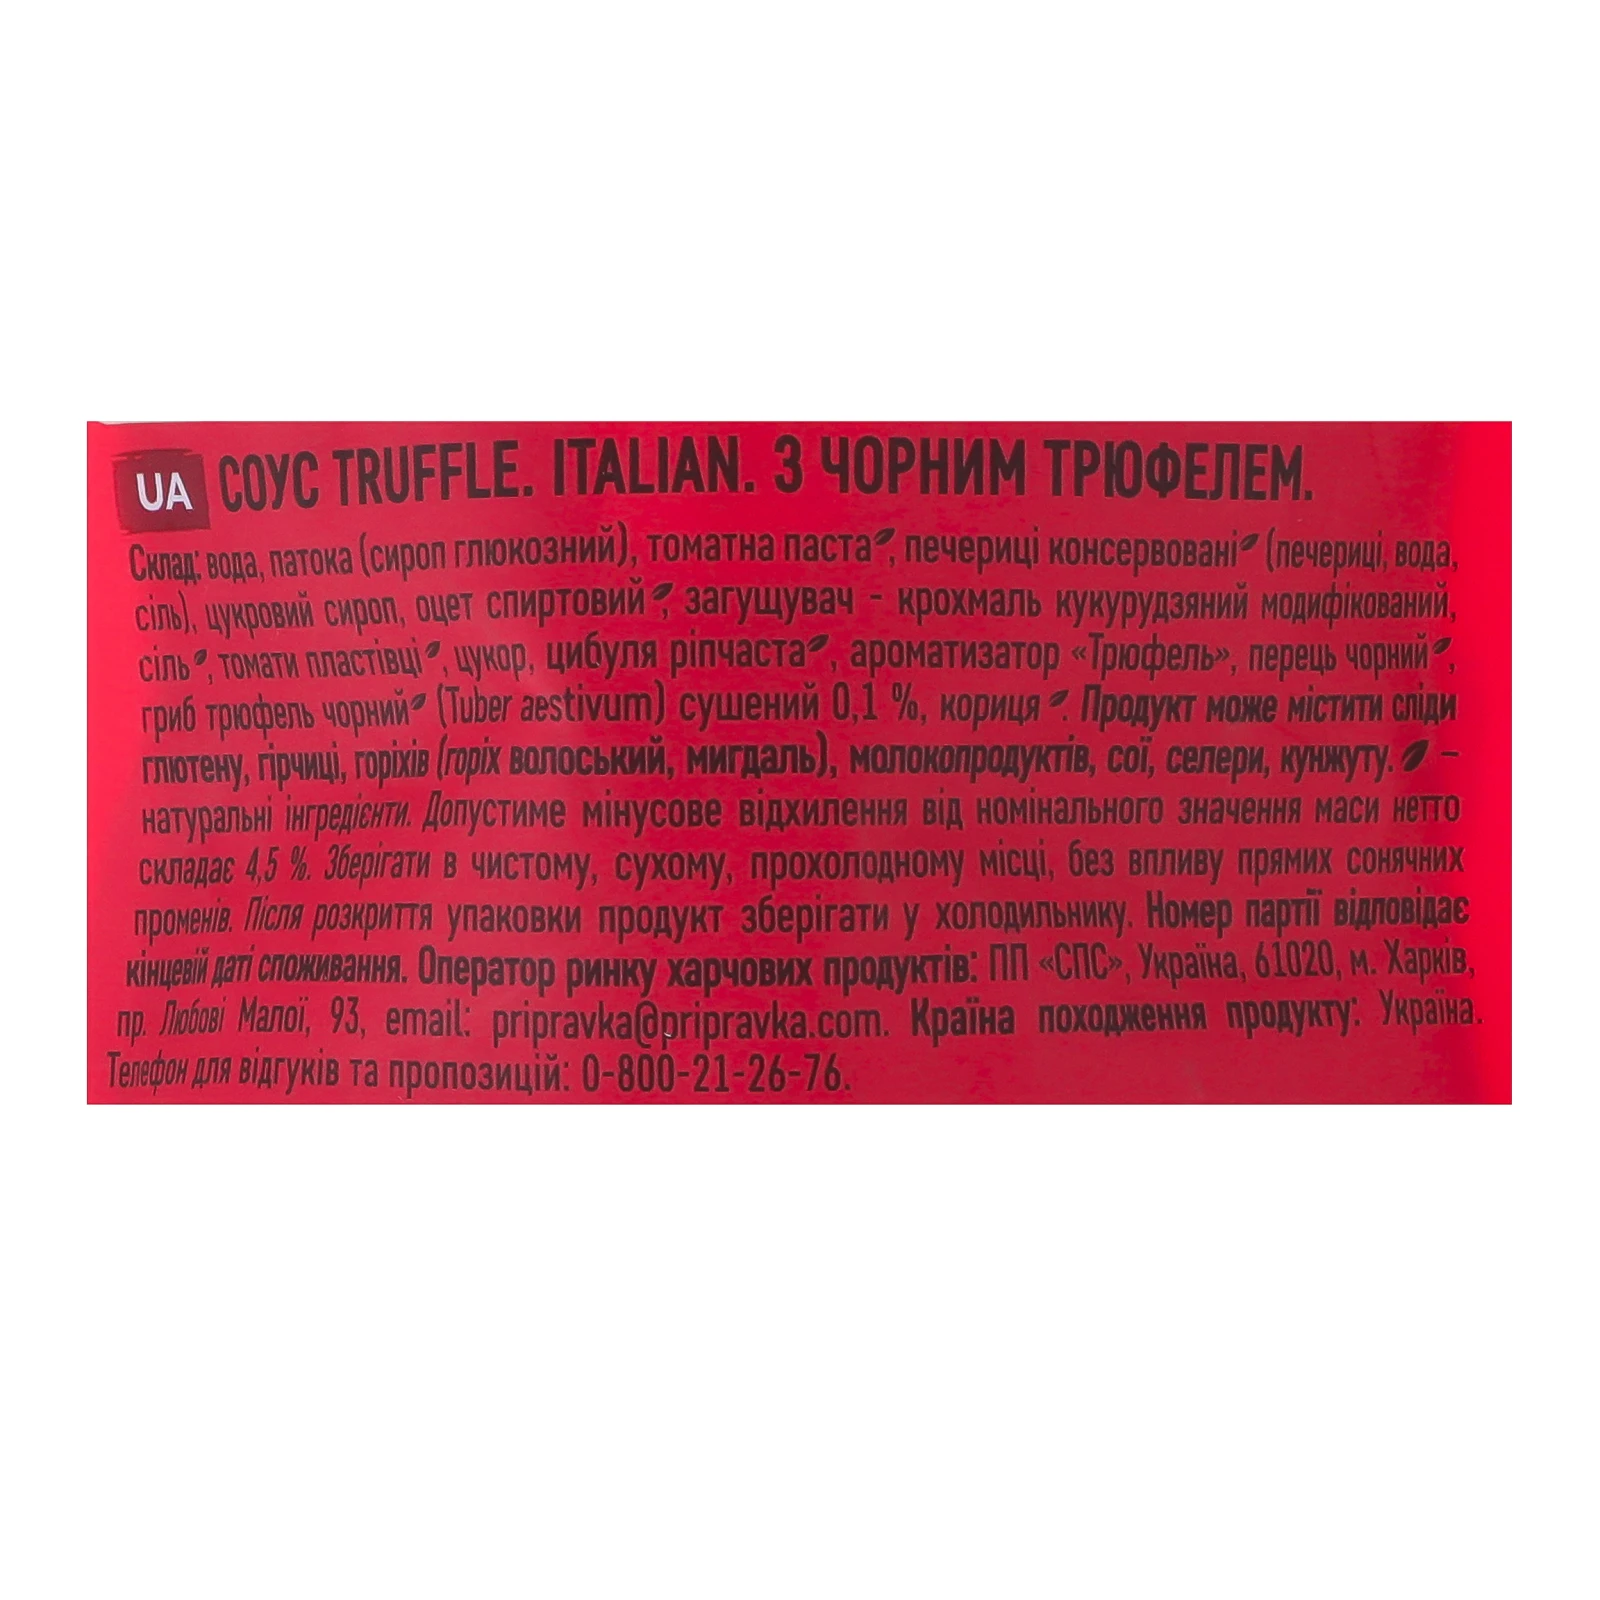 UA СОУС TRUFFLE. ITALIAN. З ЧОРНИМ ТРЮФЕЛЕМ.
Склад: вода, патока (сироп глюкозний), томатна паста, печериці консервовані (печериці, вода,
сіль), цукровий сироп, оцет спиртовий, загущувач - крохмаль кукурудзяний модифікований,
сіль, томати пластівці, цукор, цибуля ріпчаста, ароматизатор «Трюфель», перець чорний,
гриб трюфель чорний (Tuber aestivum) сушений 0,1 %, кориця. Продукт може містити сліди
глютену, гірчиці, горіхів (горіх волоський, мигдаль), молокопродуктів, сої, селери, кунжуту. –
натуральні інгредієнти. Допустиме мінусове відхилення від номінального значення маси нетто
складає 4,5 %. Зберігати в чистому, сухому, прохолодному місці, без впливу прямих сонячних
променів. Після розкриття упаковки продукт зберігати у холодильнику. Номер партії відповідає
кінцевій даті споживання. Оператор ринку харчових продуктів: ПП «СПС», Україна, 61020, м. Харків,
пр. Любові Малої, 93, email: pripravka@pripravka.com. Країна походження продукту: Україна.
Телефон для відгуків та пропозицій: 0-800-21-26-76.